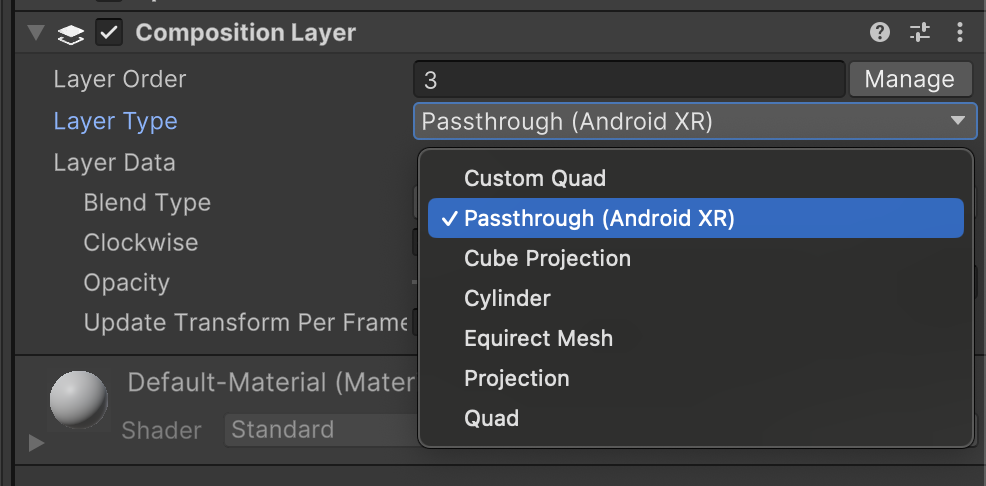 Composition Layer
Layer Order 3 Manage
Layer Type Passthrough (Android XR)
Layer Data
Blend Type
Clockwise
Opacity
Update Transform Per Frame
Custom Quad
Passthrough (Android XR)
Cube Projection
Cylinder
Equirect Mesh
Projection
Quad
Default-Material (Mater
Shader Standard